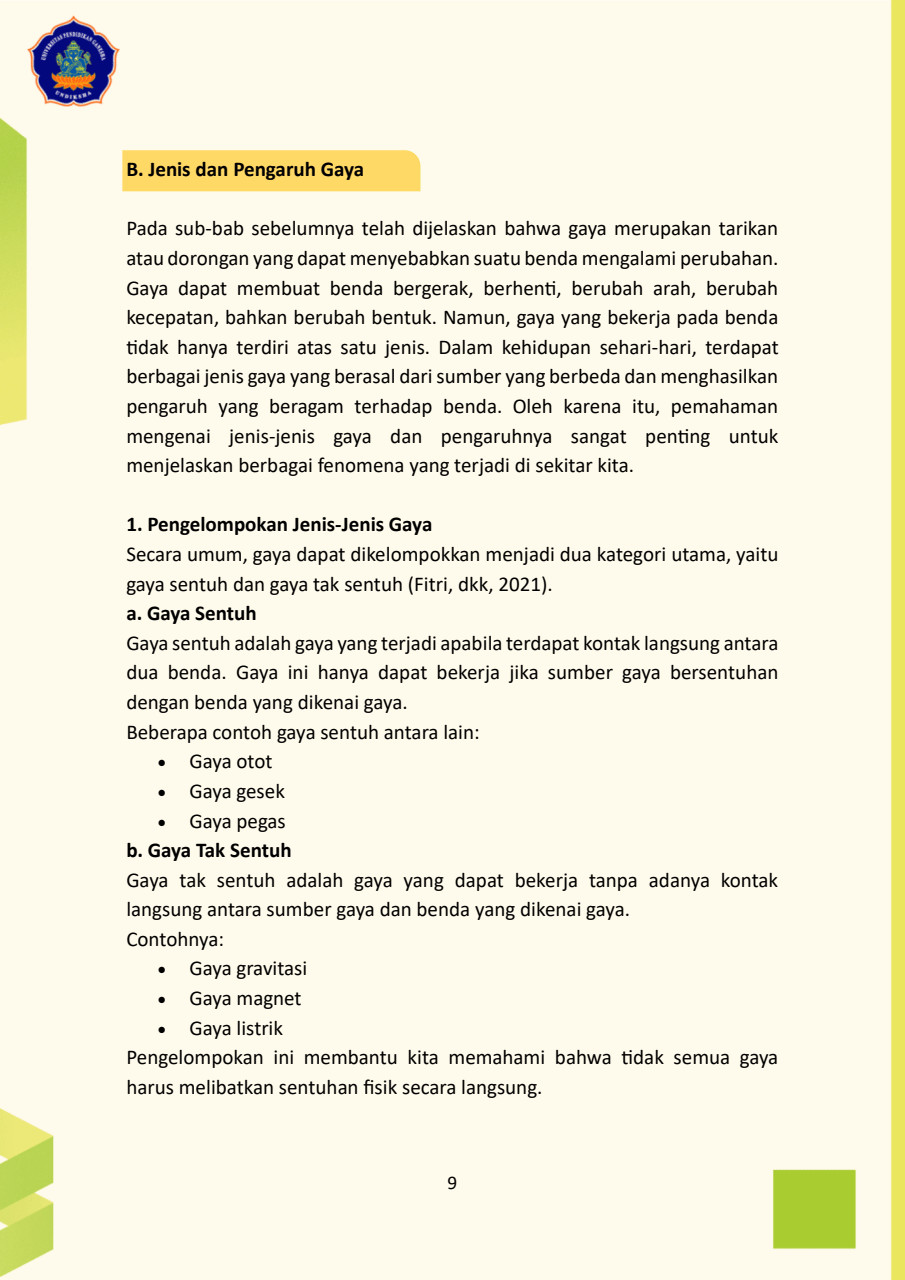 UNIVERSITAS PENDIDIKAN GANESHA
UNDIKSHA
B. Jenis dan Pengaruh Gaya
Pada sub-bab sebelumnya telah dijelaskan bahwa gaya merupakan tarikan
atau dorongan yang dapat menyebabkan suatu benda mengalami perubahan.
Gaya dapat membuat benda bergerak, berhenti, berubah arah, berubah
kecepatan, bahkan berubah bentuk. Namun, gaya yang bekerja pada benda
tidak hanya terdiri atas satu jenis. Dalam kehidupan sehari-hari, terdapat
berbagai jenis gaya yang berasal dari sumber yang berbeda dan menghasilkan
pengaruh yang beragam terhadap benda. Oleh karena itu, pemahaman
mengenai jenis-jenis gaya dan pengaruhnya sangat penting untuk
menjelaskan berbagai fenomena yang terjadi di sekitar kita.
1. Pengelompokan Jenis-Jenis Gaya
Secara umum, gaya dapat dikelompokkan menjadi dua kategori utama, yaitu
gaya sentuh dan gaya tak sentuh (Fitri, dkk, 2021).
a. Gaya Sentuh
Gaya sentuh adalah gaya yang terjadi apabila terdapat kontak langsung antara
dua benda. Gaya ini hanya dapat bekerja jika sumber gaya bersentuhan
dengan benda yang dikenai gaya.
Beberapa contoh gaya sentuh antara lain:
• Gaya otot
• Gaya gesek
• Gaya pegas
b. Gaya Tak Sentuh
Gaya tak sentuh adalah gaya yang dapat bekerja tanpa adanya kontak
langsung antara sumber gaya dan benda yang dikenai gaya.
Contohnya:
• Gaya gravitasi
• Gaya magnet
• Gaya listrik
Pengelompokan ini membantu kita memahami bahwa tidak semua gaya
harus melibatkan sentuhan fisik secara langsung.
9